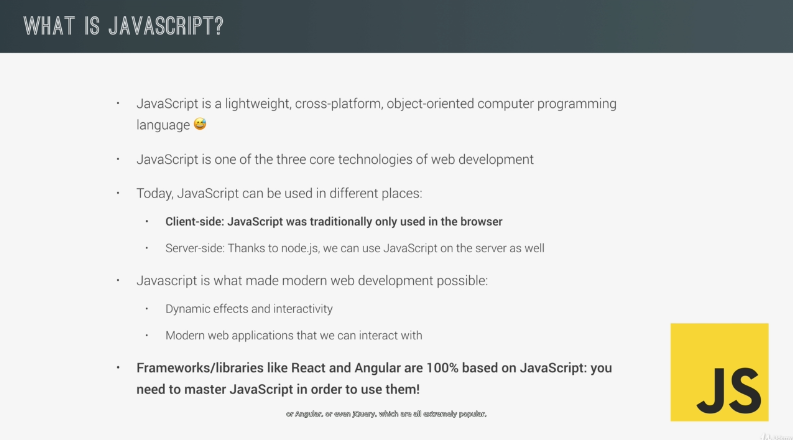 WHAT IS JAVASCRIPT?
• JavaScript is a lightweight, cross-platform, object-oriented computer programming
language 😅
• JavaScript is one of the three core technologies of web development
• Today, JavaScript can be used in different places:
• Client-side: JavaScript was traditionally only used in the browser
• Server-side: Thanks to node.js, we can use JavaScript on the server as well
• Javascript is what made modern web development possible:
• Dynamic effects and interactivity
• Modern web applications that we can interact with
• Frameworks/libraries like React and Angular are 100% based on JavaScript: you
need to master JavaScript in order to use them!
JS
or Angular, or even jQuery, which are all extremely popular.